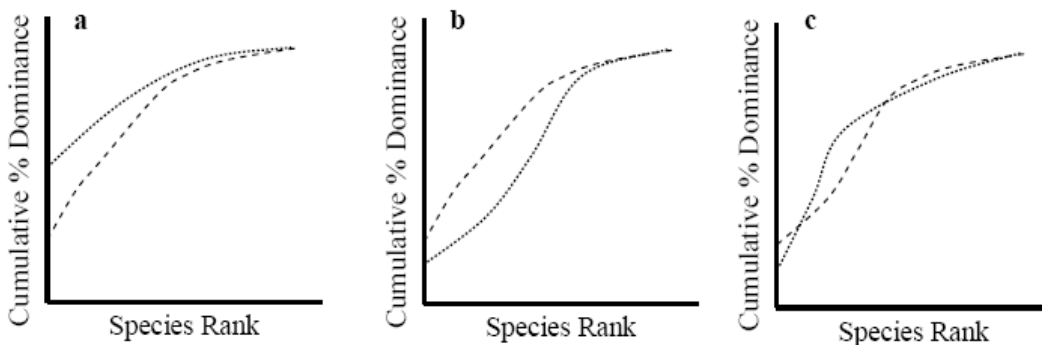 a
Cumulative % Dominance
Species Rank
b
Cumulative % Dominance
Species Rank
c
Cumulative % Dominance
Species Rank